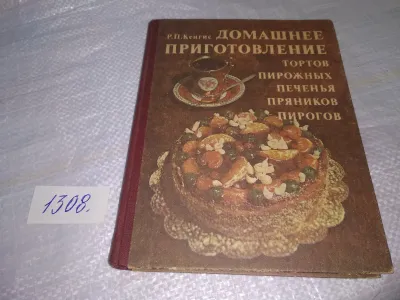 Р.П.Кенгис ДОМАШНЕЕ
ПРИГОТОВЛЕНИЕ
ТОРТОВ
ПИРОЖНЫХ
ПЕЧЕНЬЯ
ПРЯНИКОВ
ПИРОГОВ
1308.